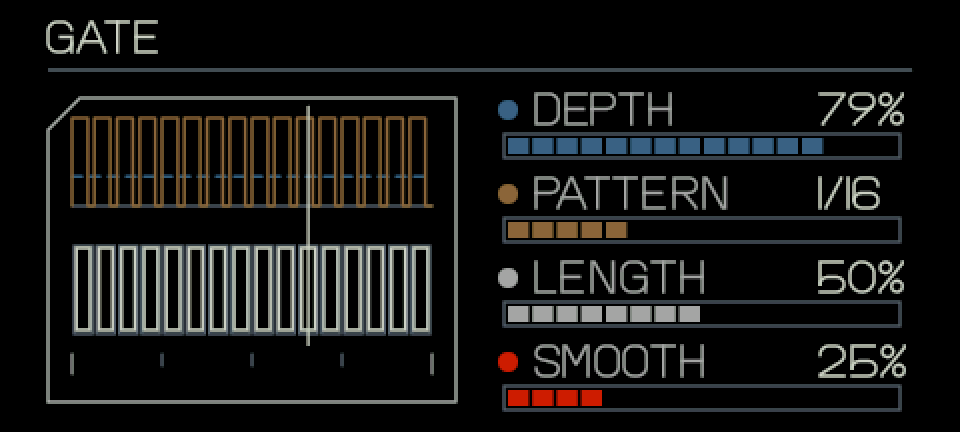 GATE
DEPTH 79%
PATTERN 1/16
LENGTH 50%
SMOOTH 25%